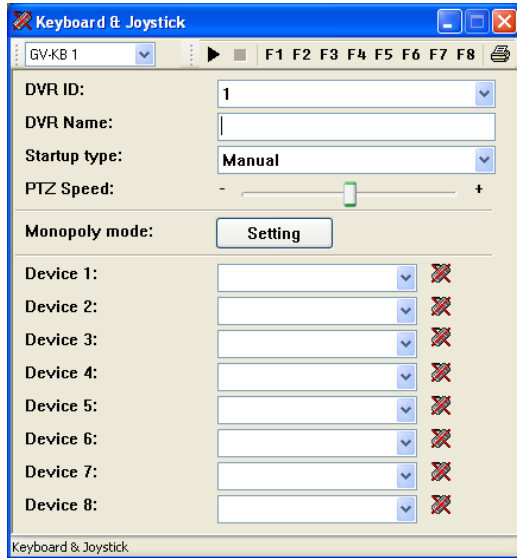 Keyboard & Joystick
GV-KB 1 F1 F2 F3 F4 F5 F6 F7 F8
DVR ID: 1
DVR Name:
Startup type: Manual
PTZ Speed: - +
Monopoly mode: Setting
Device 1:
Device 2:
Device 3:
Device 4:
Device 5:
Device 6:
Device 7:
Device 8:
Keyboard & Joystick